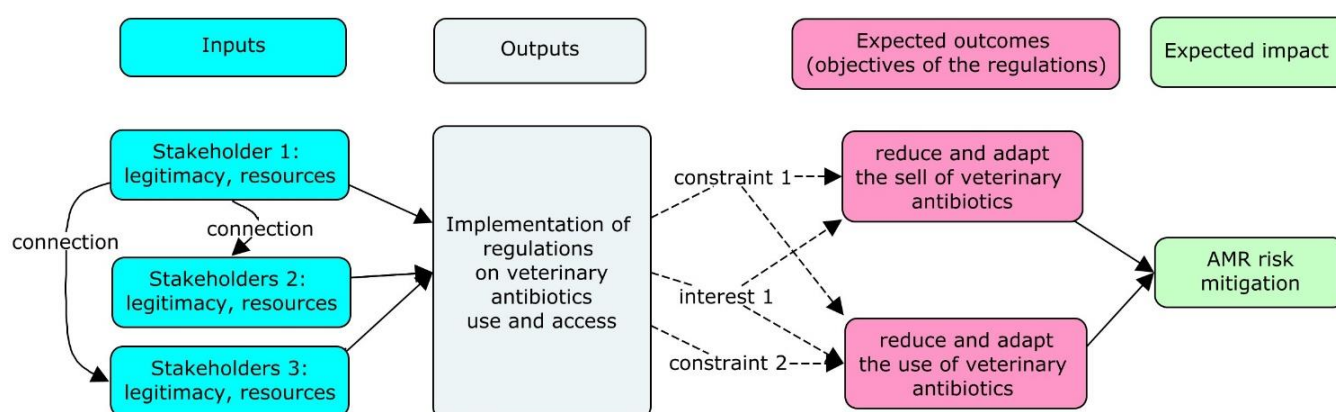 Inputs
Outputs
Expected outcomes
(objectives of the regulations)
Expected impact
Stakeholder 1:
legitimacy, resources
connection
connection
Stakeholders 2:
legitimacy, resources
Stakeholders 3:
legitimacy, resources
Implementation of
regulations
on veterinary
antibiotics
use and access
constraint 1
interest 1
constraint 2
reduce and adapt
the sell of veterinary
antibiotics
reduce and adapt
the use of veterinary
antibiotics
AMR risk
mitigation